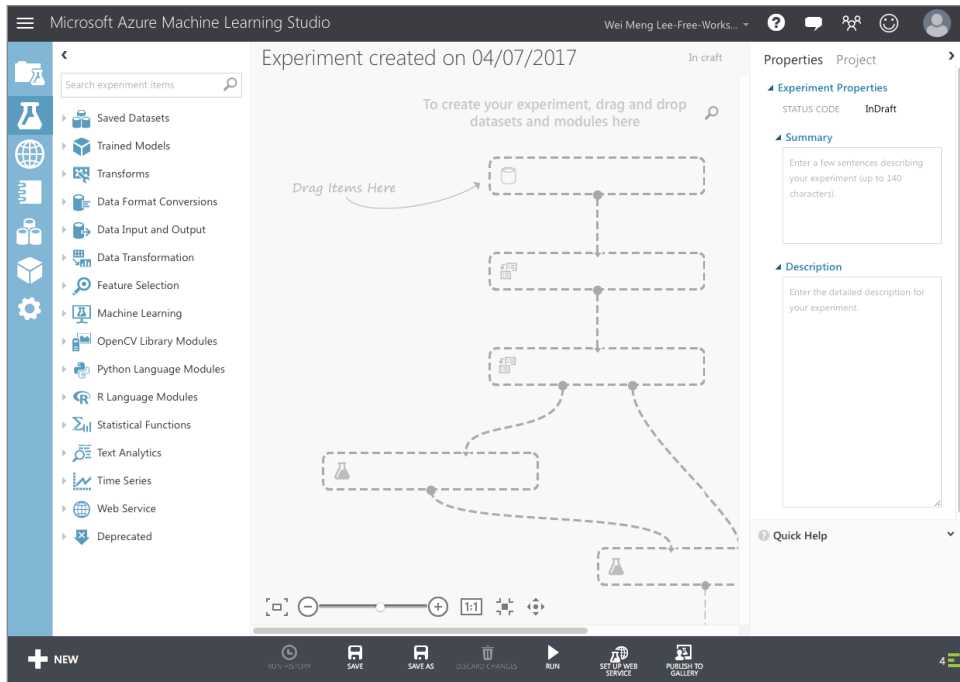 Microsoft Azure Machine Learning Studio
Wei Meng Lee-Free-Works...
Search experiment items
Saved Datasets
Trained Models
Transforms
Data Format Conversions
Data Input and Output
Data Transformation
Feature Selection
Machine Learning
OpenCV Library Modules
Python Language Modules
R Language Modules
Statistical Functions
Text Analytics
Time Series
Web Service
Deprecated
Experiment created on 04/07/2017
In draft
To create your experiment, drag and drop
datasets and modules here
Drag Items Here
1:1
Properties Project
Experiment Properties
STATUS CODE InDraft
Summary
Enter a few sentences describing
your experiment (up to 140
characters).
Description
Enter the detailed description for
your experiment.
Quick Help
NEW
RUN HISTORY
SAVE
SAVE AS
DISCARD CHANGES
RUN
SET UP WEB
SERVICE
PUBLISH TO
GALLERY
4